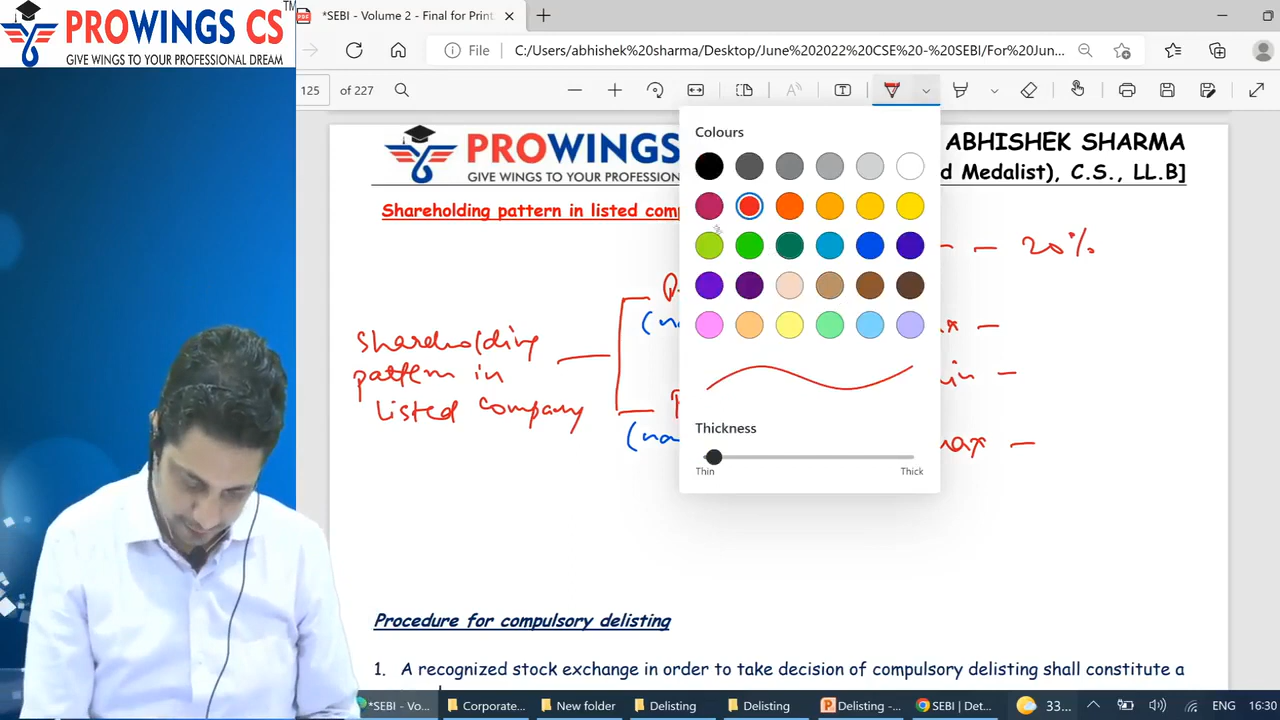 PROWINGS CS TM
GIVE WINGS TO YOUR PROFESSIONAL DREAM
*SEBI - Volume 2 - Final for Print
File C:/Users/abhishek%20sharma/Desktop/June%202022%20CSE%20-%20SEBI/For%20Jun...
125 of 227
PROWINGS
GIVE WINGS TO YOUR PROFESSIONAL
ABHISHEK SHARMA
d Medalist), C.S., LL.B]
Shareholding pattern in listed com
Colours
Thickness
Thin Thick
20%
Shareholding
pattern in
listed company
Procedure for compulsory delisting
1. A recognized stock exchange in order to take decision of compulsory delisting shall constitute a
*SEBI - Vo...
Corporate...
New folder
Delisting
Delisting
Delisting -...
SEBI | Det...
33...
ENG
16:30